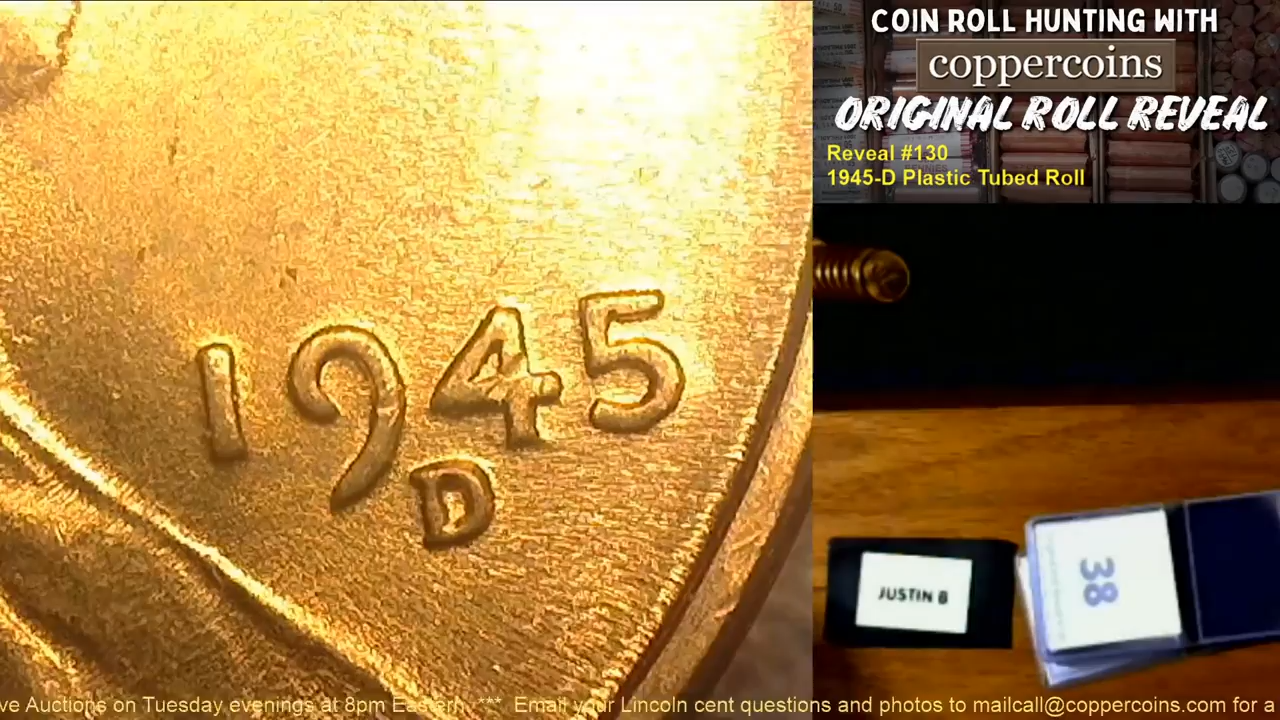 COIN ROLL HUNTING WITH
coppercoins
ORIGINAL ROLL REVEAL
Reveal #130
1945-D Plastic Tubed Roll
1945
D
JUSTIN B
38
ve Auctions on Tuesday evenings at 8pm Eastern *** Email your Lincoln cent questions and photos to mailcall@coppercoins.com for a